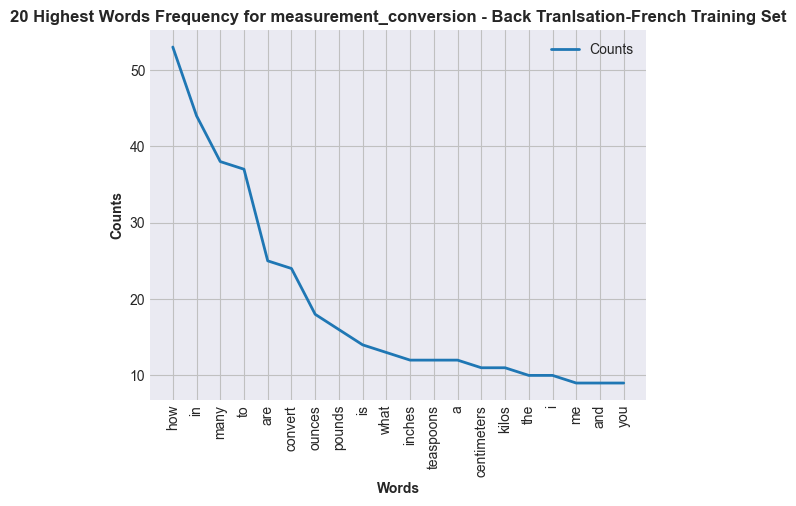 20 Highest Words Frequency for measurement_conversion - Back Tranlsation-French Training Set
Counts
50
40
30
20
10
Counts
how
in
many
to
are
convert
ounces
pounds
is
what
inches
teaspoons
a
centimeters
kilos
the
i
me
and
you
Words